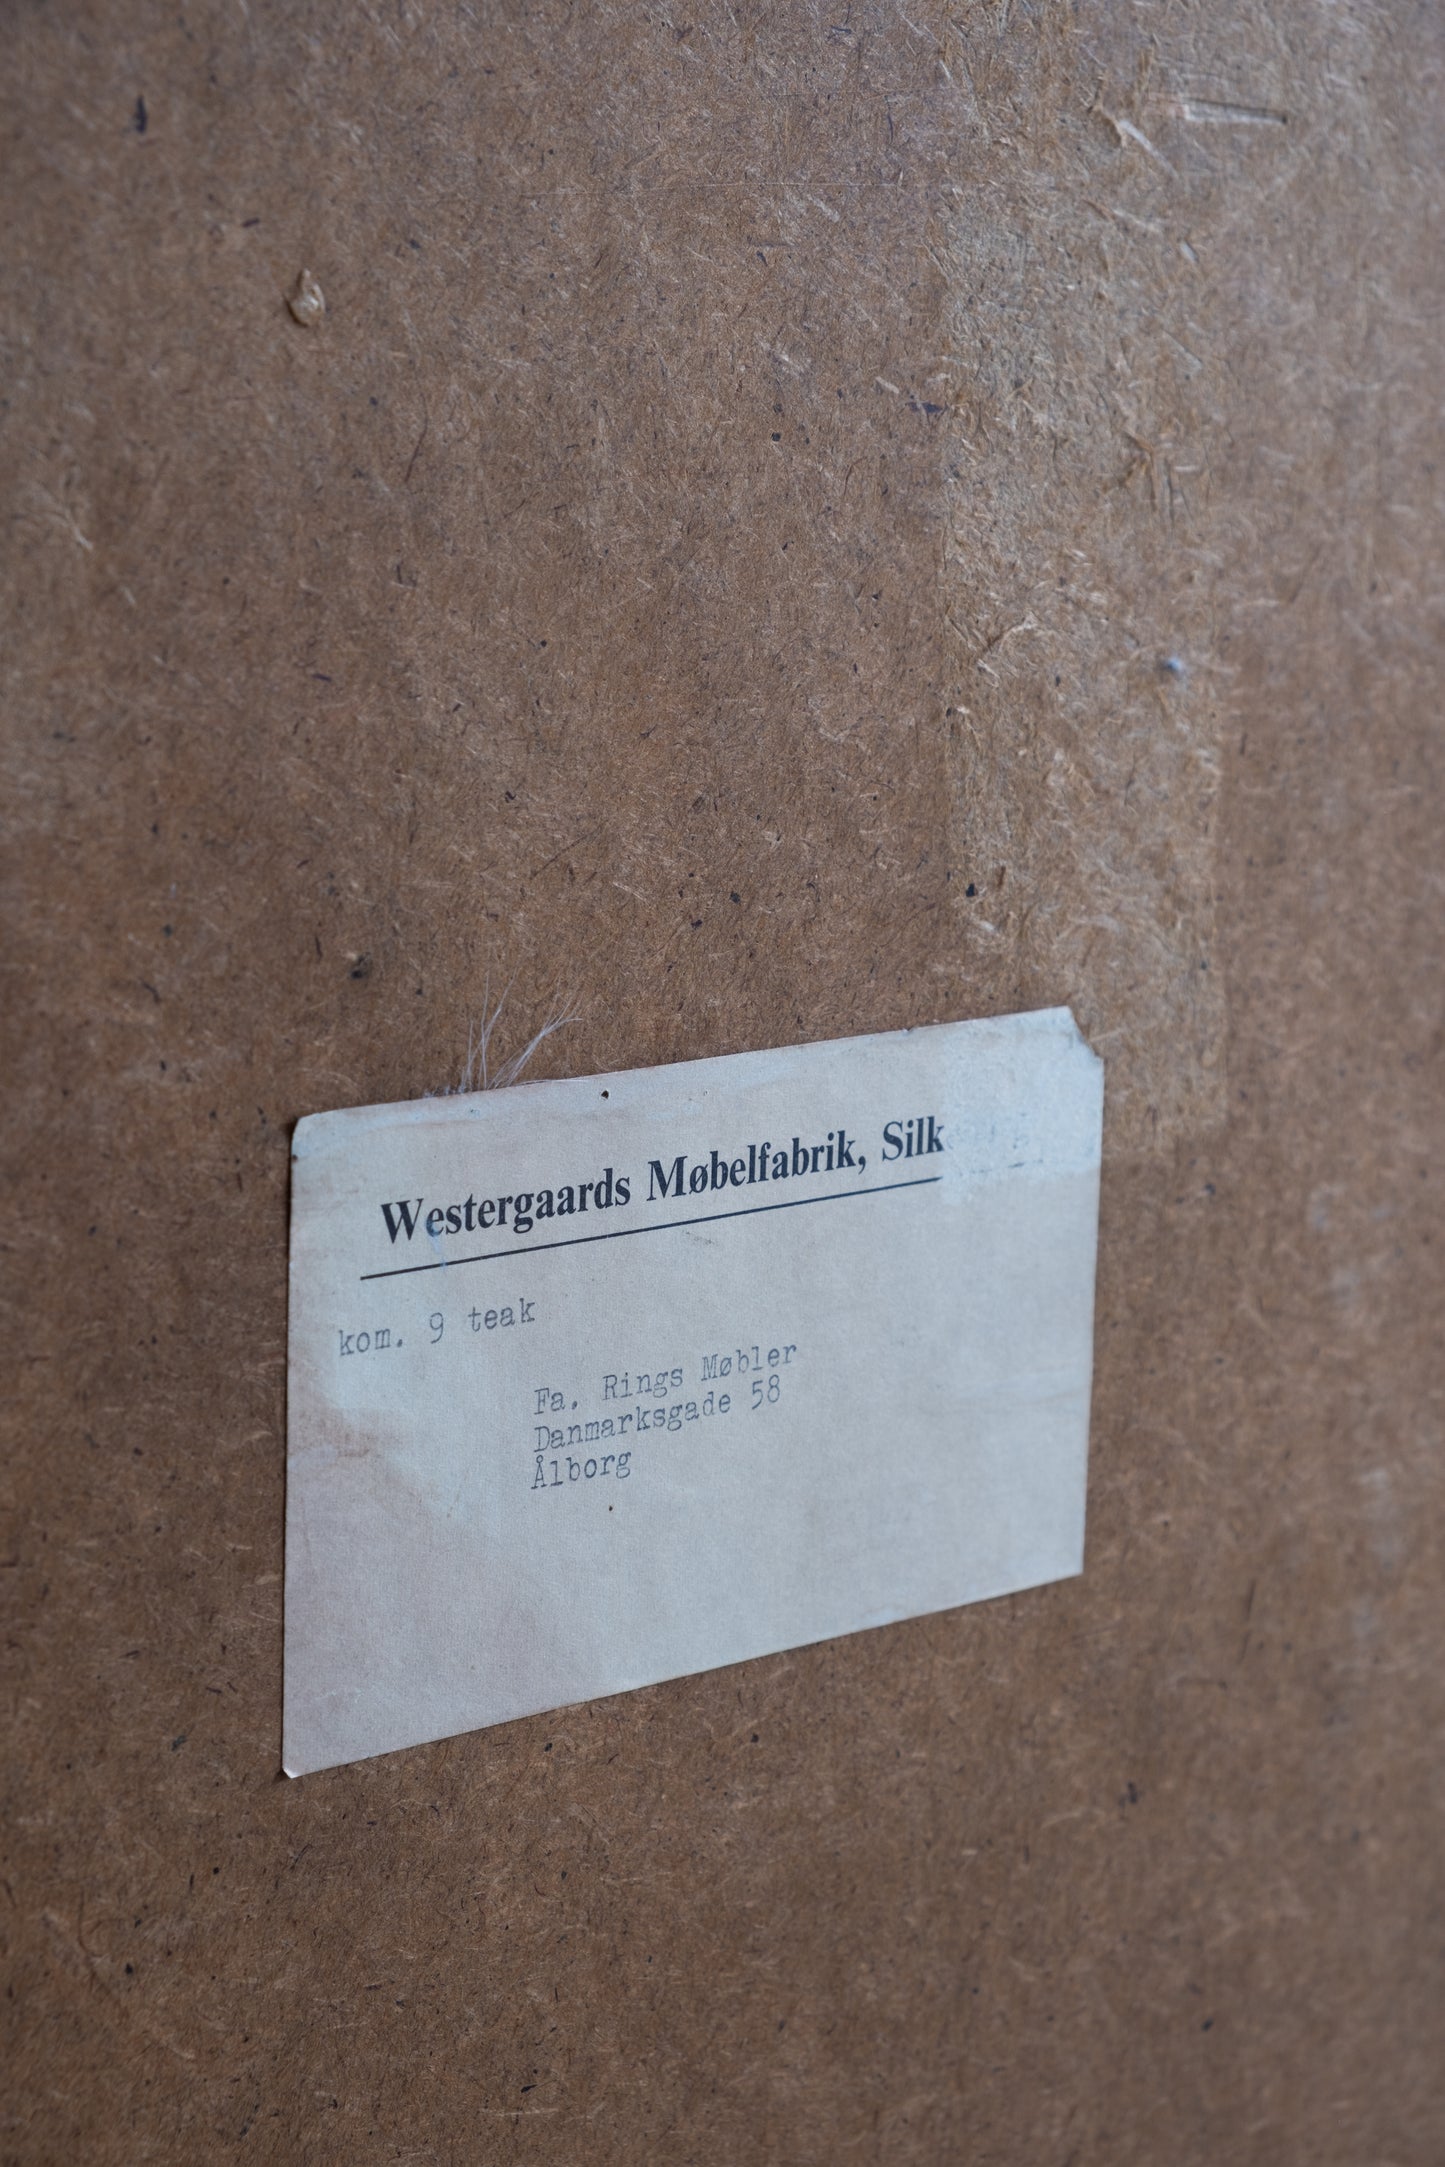 Westergaards Møbelfabrik, Silk
kom. 9 teak
Fa. Rings Møbler
Danmarksgade 58
Ålborg